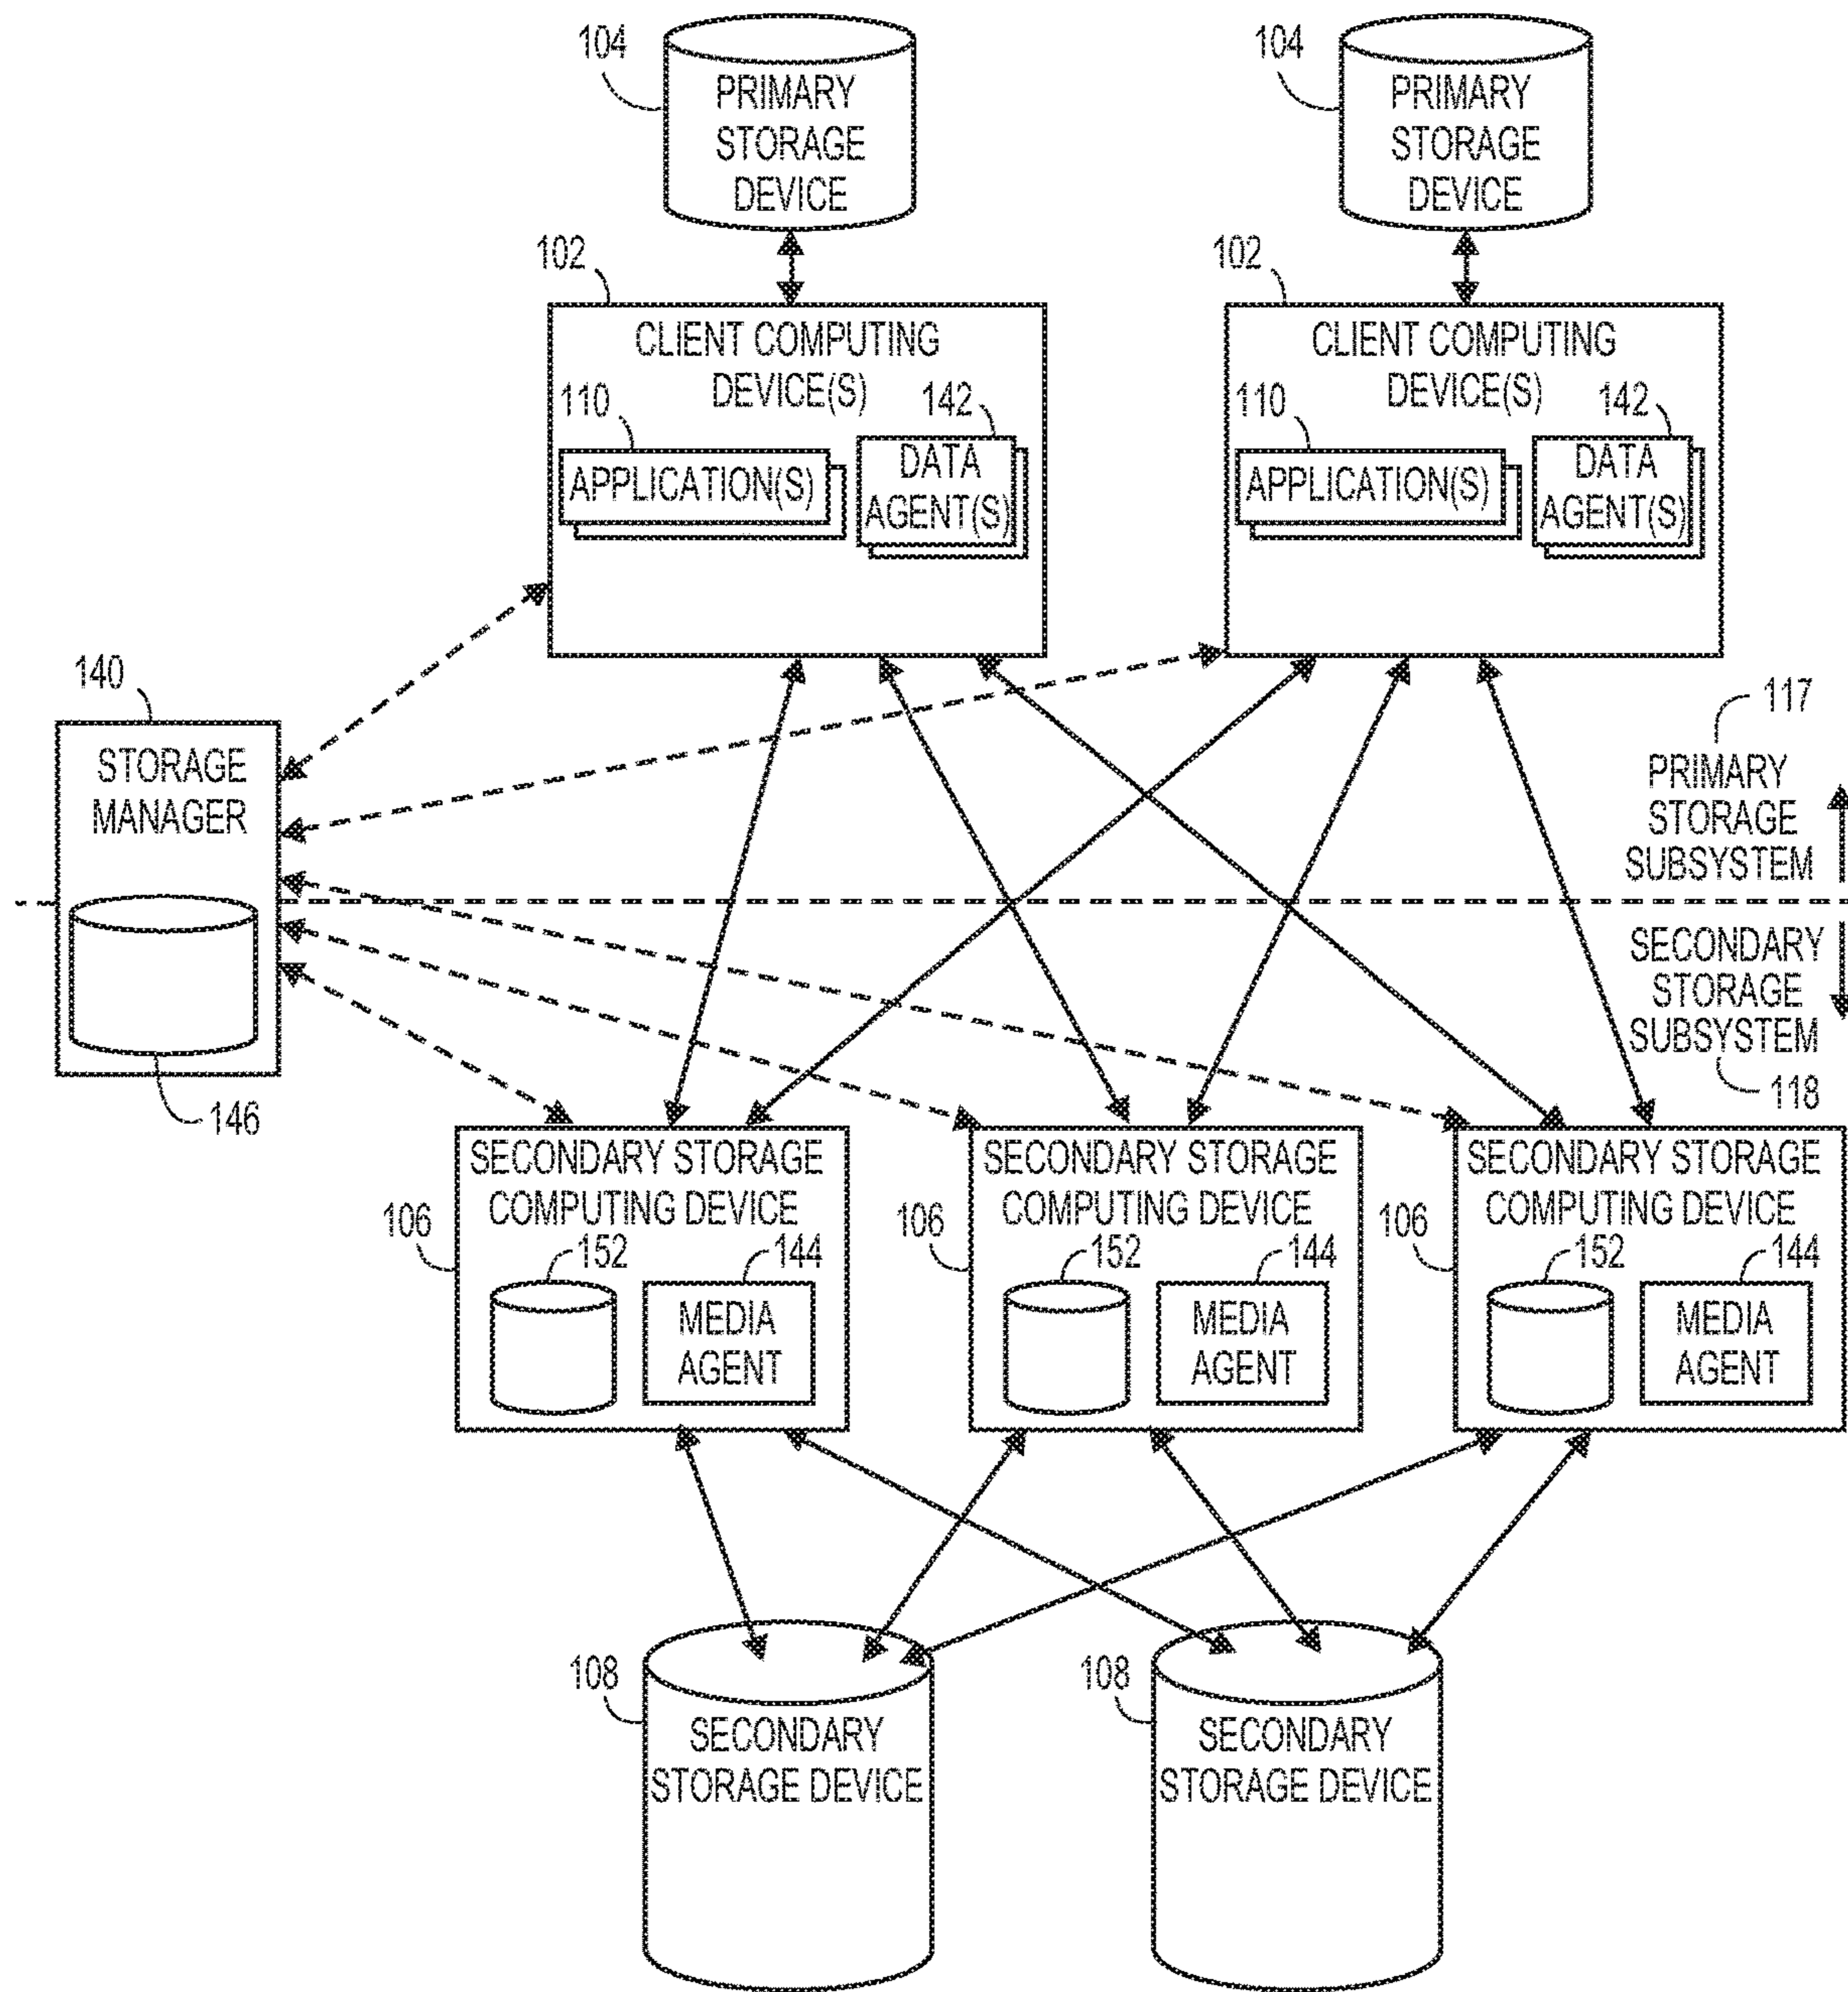 104
PRIMARY
STORAGE
DEVICE
104
PRIMARY
STORAGE
DEVICE
102
CLIENT COMPUTING
DEVICE(S)
110
142
APPLICATION(S)
DATA
AGENT(S)
102
CLIENT COMPUTING
DEVICE(S)
110
142
APPLICATION(S)
DATA
AGENT(S)
140
STORAGE
MANAGER
146
117
PRIMARY
STORAGE
SUBSYSTEM
SECONDARY
STORAGE
SUBSYSTEM
118
SECONDARY STORAGE
COMPUTING DEVICE
106
152
144
MEDIA
AGENT
SECONDARY STORAGE
COMPUTING DEVICE
106
152
144
MEDIA
AGENT
SECONDARY STORAGE
COMPUTING DEVICE
106
152
144
MEDIA
AGENT
108
SECONDARY
STORAGE DEVICE
108
SECONDARY
STORAGE DEVICE